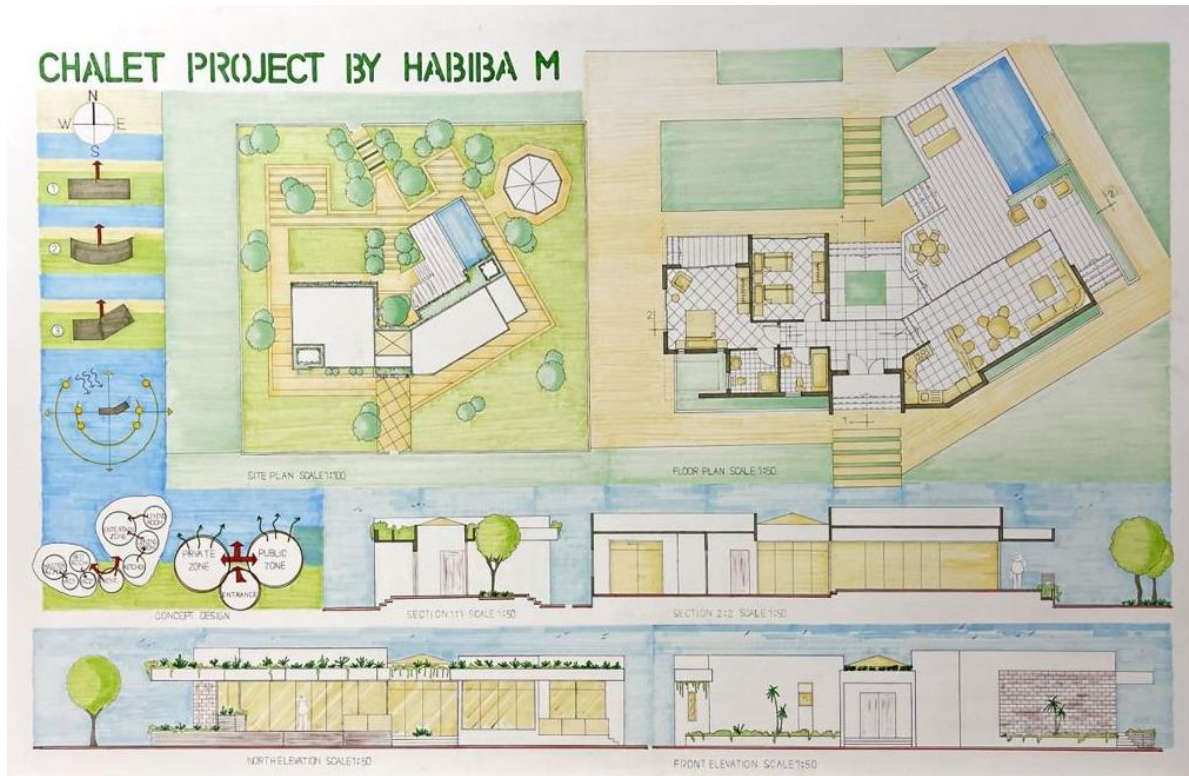 CHALET PROJECT BY HABIBA M
N
W E
S
1
2
3
SITE PLAN SCALE 1:100
FLOOR PLAN SCALE 1:50
PRIVATE ZONE
PUBLIC ZONE
ENTRANCE
KITCHEN
CONCEPT DESIGN
SECTION 1:1 SCALE 1:50
SECTION 2:2 SCALE 1:50
NORTH ELEVATION SCALE 1:50
FRONT ELEVATION SCALE 1:50